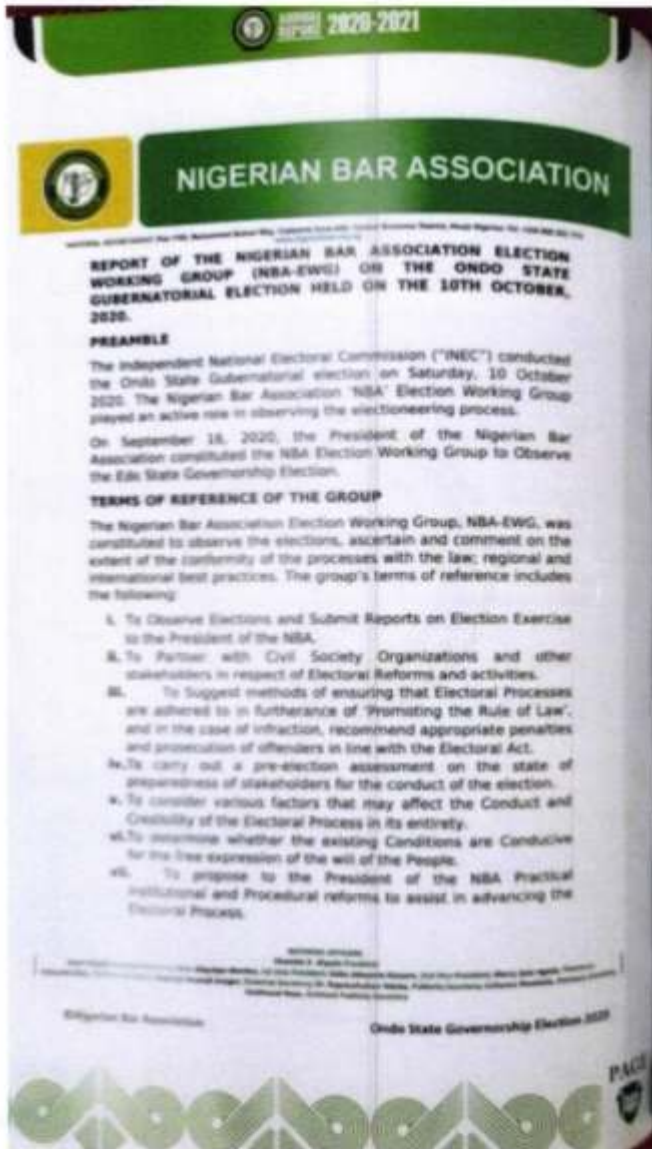 ANNUAL REPORT 2020-2021
NIGERIAN BAR ASSOCIATION
REPORT OF THE NIGERIAN BAR ASSOCIATION ELECTION
WORKING GROUP (NBA-EWG) ON THE ONDO STATE
GUBERNATORIAL ELECTION HELD ON THE 10TH OCTOBER,
2020.
PREAMBLE
The Independent National Electoral Commission ("INEC") conducted
the Ondo State Gubernatorial election on Saturday, 10 October
2020. The Nigerian Bar Association 'NBA' Election Working Group
played an active role in observing the electioneering process.
On September 16, 2020, the President of the Nigerian Bar
Association constituted the NBA Election Working Group to Observe
the Edo State Governorship Election.
TERMS OF REFERENCE OF THE GROUP
The Nigerian Bar Association Election Working Group, NBA-EWG, was
constituted to observe the elections, ascertain and comment on the
extent of the conformity of the processes with the law; regional and
international best practices. The group's terms of reference includes
the following:
i. To Observe Elections and Submit Reports on Election Exercise
to the President of the NBA.
ii. To Partner with Civil Society Organizations and other
stakeholders in respect of Electoral Reforms and activities.
iii. To Suggest methods of ensuring that Electoral Processes
are adhered to in furtherance of 'Promoting the Rule of Law',
and in the case of infraction, recommend appropriate penalties
and prosecution of offenders in line with the Electoral Act.
iv. To carry out a pre-election assessment on the state of
preparedness of stakeholders for the conduct of the election.
v. To consider various factors that may affect the Conduct and
Credibility of the Electoral Process in its entirety.
vi. To determine whether the existing Conditions are Conducive
for the free expression of the will of the People.
vii. To propose to the President of the NBA Practical
Institutional and Procedural reforms to assist in advancing the
Electoral Process.
©Nigerian Bar Association
Ondo State Governorship Election 2020
PAGE